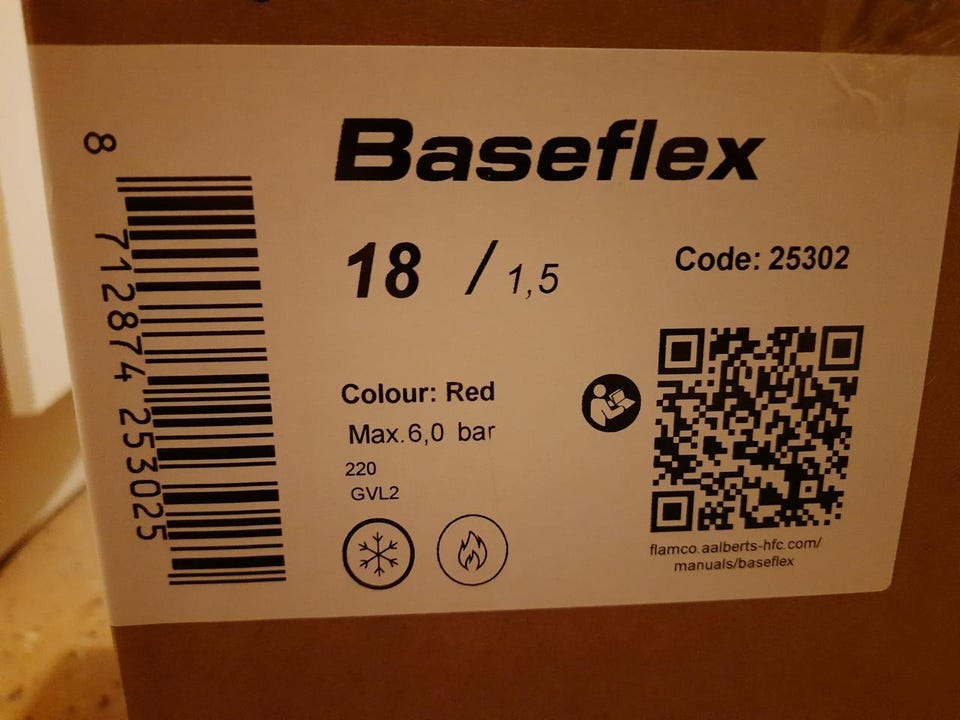 Baseflex
18 / 1,5
Code: 25302
Colour: Red
Max.6,0 bar
220
GVL2
flamco.aalberts-hfc.com/
manuals/baseflex
8 712874 253025